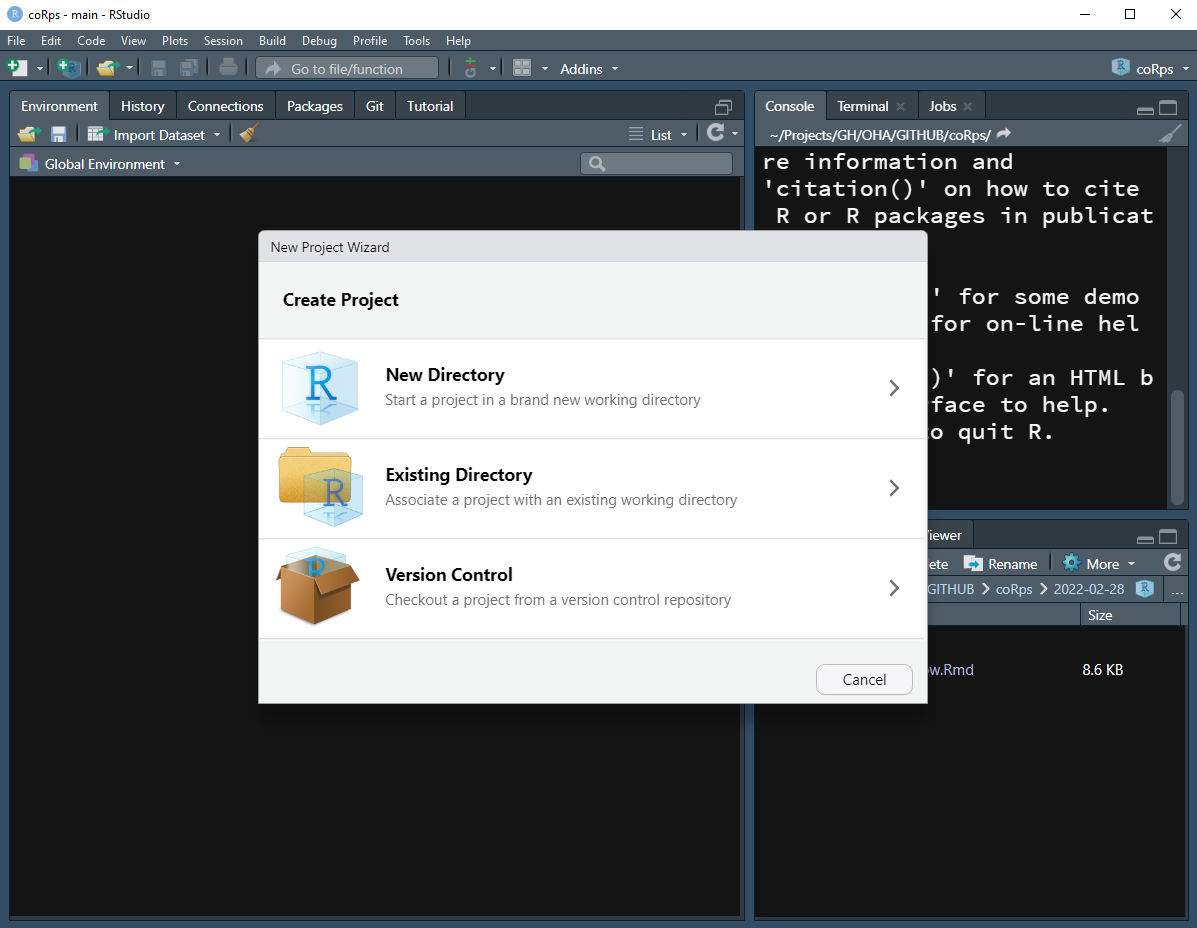 coRps - main - RStudio
File Edit Code View Plots Session Build Debug Profile Tools Help
Go to file/function Addins coRps
Environment History Connections Packages Git Tutorial
Import Dataset List
Global Environment
Console Terminal Jobs
~/Projects/GH/OHA/GITHUB/coRps/
re information and
'citation()' on how to cite
R or R packages in publicat
' for some demo
for on-line hel
)' for an HTML b
rface to help.
o quit R.
New Project Wizard
Create Project
New Directory
Start a project in a brand new working directory
Existing Directory
Associate a project with an existing working directory
Version Control
Checkout a project from a version control repository
Cancel
iewer
ete Rename More
GITHUB coRps 2022-02-28 ...
Size
ow.Rmd 8.6 KB